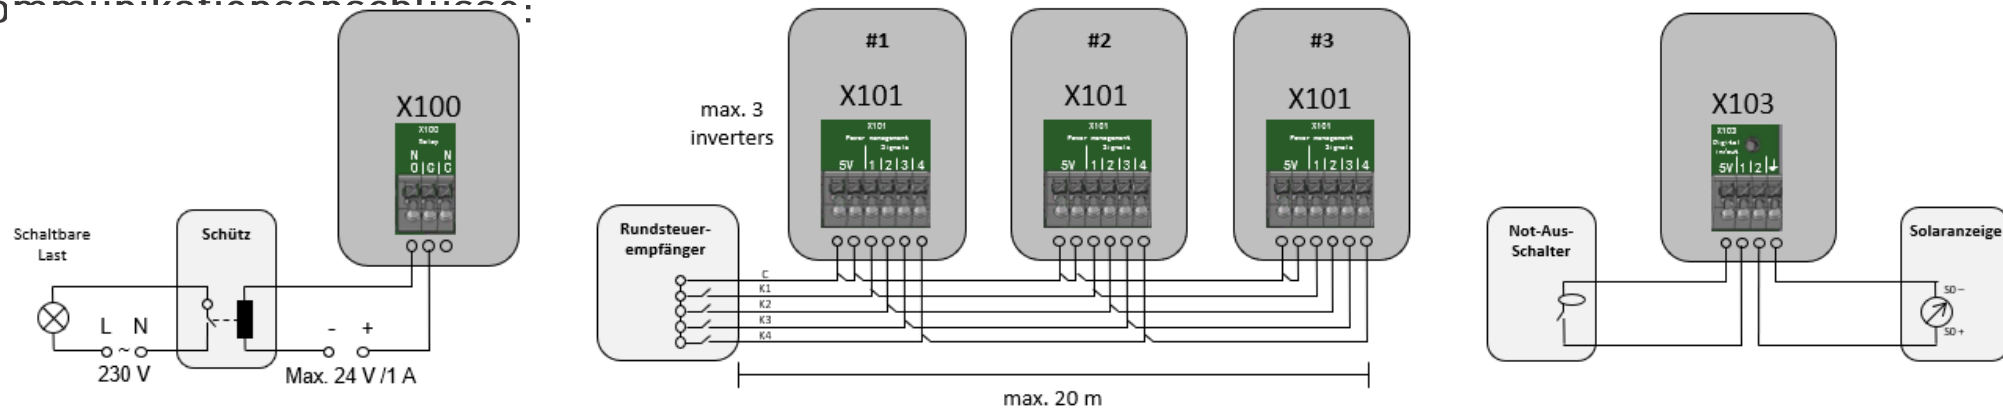 ommunikationsanschlüsse:
X100
X100
Relay
N N
O|C|C
Schaltbare
Last
Schütz
L N
~
230 V
- +
Max. 24 V /1 A
max. 3
inverters
#1
X101
X101
Power management
Signals
5V |1|2|3|4
#2
X101
X101
Power management
Signals
5V |1|2|3|4
#3
X101
X101
Power management
Signals
5V |1|2|3|4
Rundsteuer-
empfänger
C
K1
K2
K3
K4
max. 20 m
X103
X103
Digital
in/out
5V|1|2|
Not-Aus-
Schalter
Solaranzeige
S0 –
S0 +